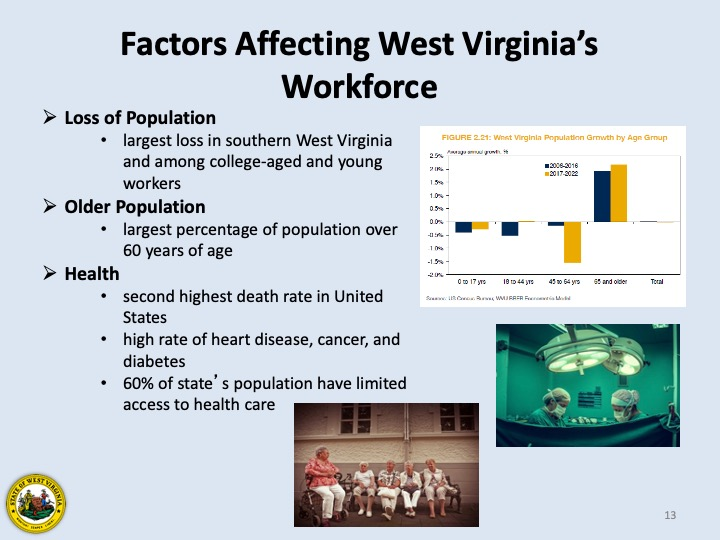 Factors Affecting West Virginia’s
Workforce
➢ Loss of Population
• largest loss in southern West Virginia
and among college-aged and young
workers
➢ Older Population
• largest percentage of population over
60 years of age
➢ Health
• second highest death rate in United
States
• high rate of heart disease, cancer, and
diabetes
• 60% of state’s population have limited
access to health care
FIGURE 2.21: West Virginia Population Growth by Age Group
Average annual growth, %
2006-2016
2017-2022
2.5%
2.0%
1.5%
1.0%
0.5%
0.0%
-0.5%
-1.0%
-1.5%
-2.0%
0 to 17 yrs
18 to 44 yrs
45 to 64 yrs
65 and older
Total
Sources: US Census Bureau, WVU BBER Econometric Model
STATE OF WEST VIRGINIA
MONTANI SEMPER LIBERI
13